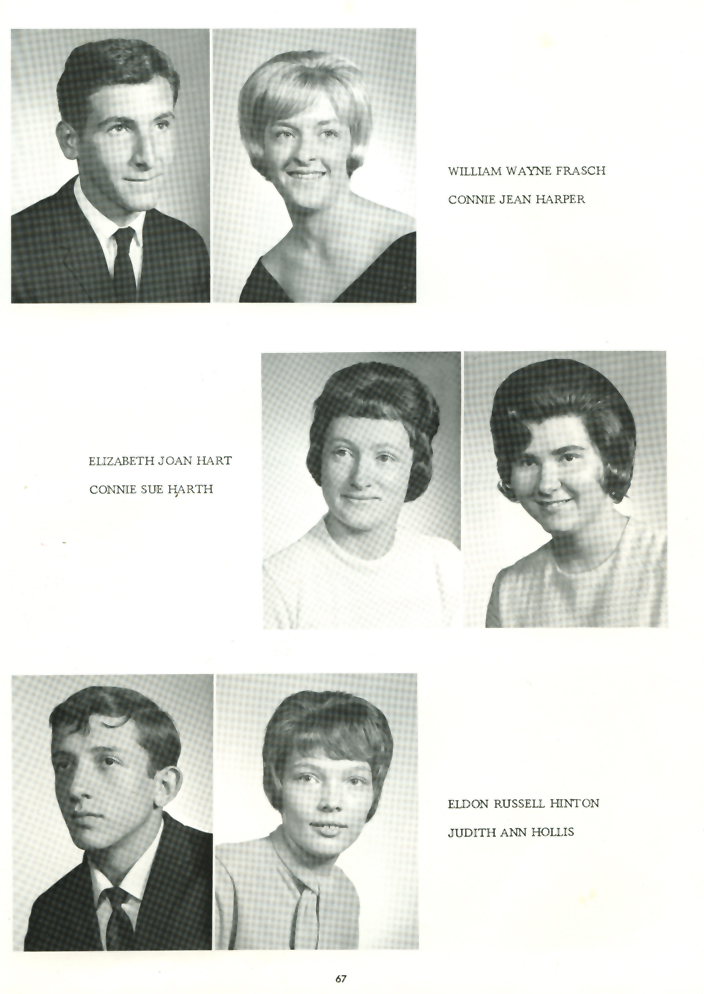 WILLIAM WAYNE FRASCH
CONNIE JEAN HARPER
ELIZABETH JOAN HART
CONNIE SUE HARTH
ELDON RUSSELL HINTON
JUDITH ANN HOLLIS
67